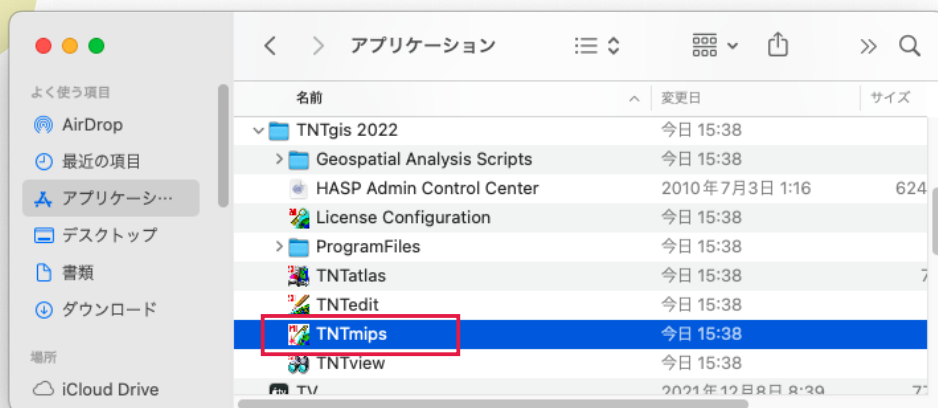 アプリケーション
よく使う項目
AirDrop
最近の項目
アプリケーシ…
デスクトップ
書類
ダウンロード
場所
iCloud Drive
名前 変更日 サイズ
TNTgis 2022 今日 15:38
Geospatial Analysis Scripts 今日 15:38
HASP Admin Control Center 2010年7月3日 1:16 624
License Configuration 今日 15:38
ProgramFiles 今日 15:38
TNTatlas 今日 15:38 7
TNTedit 今日 15:38
TNTmips 今日 15:38
TNTview 今日 15:38
TV 2021年12月8日 8:39 77